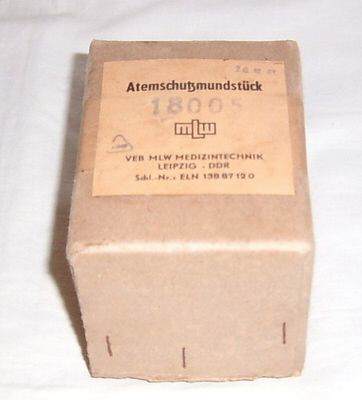 Atemschutzmundstück
18005
mLw
VEB MLW MEDIZINTECHNIK
LEIPZIG - DDR
Schl.-Nr.: ELN 138 87 12 0